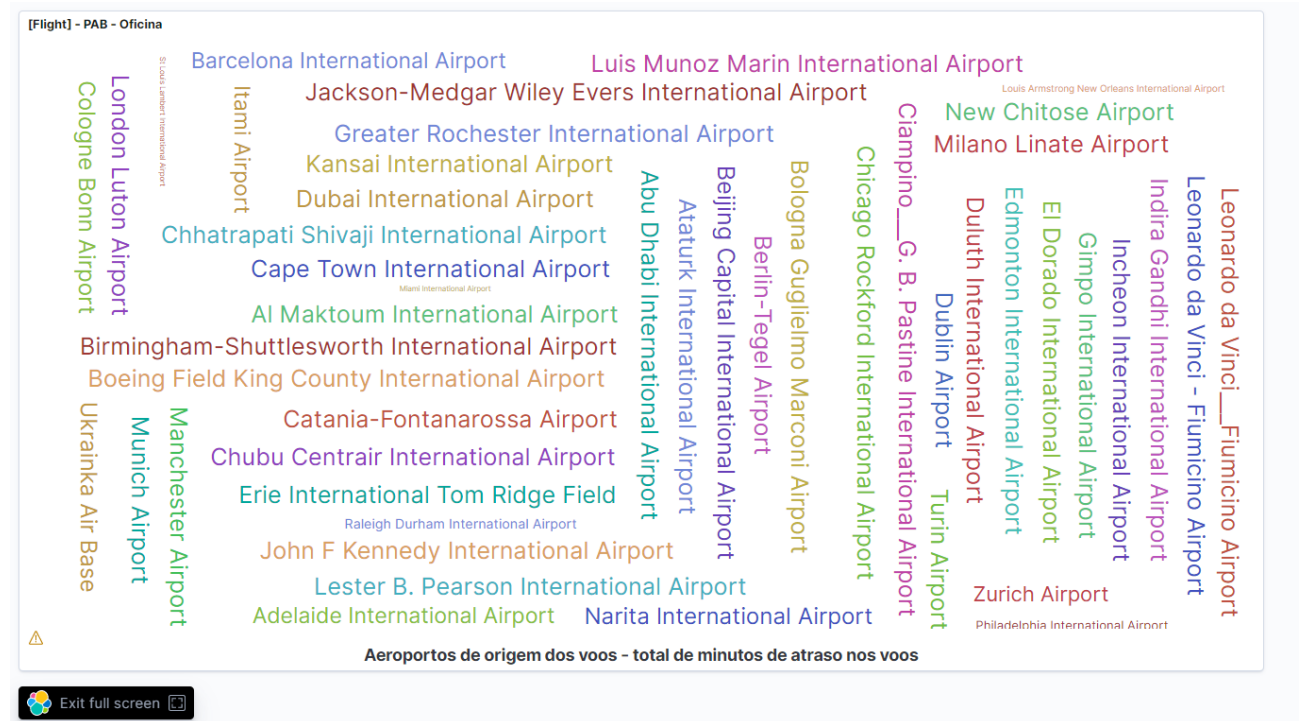 [Flight] - PAB - Oficina
Barcelona International Airport
Luis Munoz Marin International Airport
Jackson-Medgar Wiley Evers International Airport
Louis Armstrong New Orleans International Airport
New Chitose Airport
Greater Rochester International Airport
Milano Linate Airport
Kansai International Airport
Dubai International Airport
Chhatrapati Shivaji International Airport
Cape Town International Airport
Miami International Airport
Al Maktoum International Airport
Birmingham-Shuttlesworth International Airport
Boeing Field King County International Airport
Catania-Fontanarossa Airport
Chubu Centrair International Airport
Erie International Tom Ridge Field
Raleigh Durham International Airport
John F Kennedy International Airport
Lester B. Pearson International Airport
Adelaide International Airport
Narita International Airport
Zurich Airport
Philadelphia International Airport
Cologne Bonn Airport
London Luton Airport
St Louis Lambert International Airport
Itami Airport
Ukrainka Air Base
Munich Airport
Manchester Airport
Abu Dhabi International Airport
Ataturk International Airport
Beijing Capital International Airport
Berlin-Tegel Airport
Bologna Guglielmo Marconi Airport
Chicago Rockford International Airport
Ciampino___G. B. Pastine International Airport
Dublin Airport
Turin Airport
Duluth International Airport
Edmonton International Airport
El Dorado International Airport
Gimpo International Airport
Incheon International Airport
Indira Gandhi International Airport
Leonardo da Vinci - Fiumicino Airport
Leonardo da Vinci___Fiumicino Airport
Aeroportos de origem dos voos - total de minutos de atraso nos voos
Exit full screen